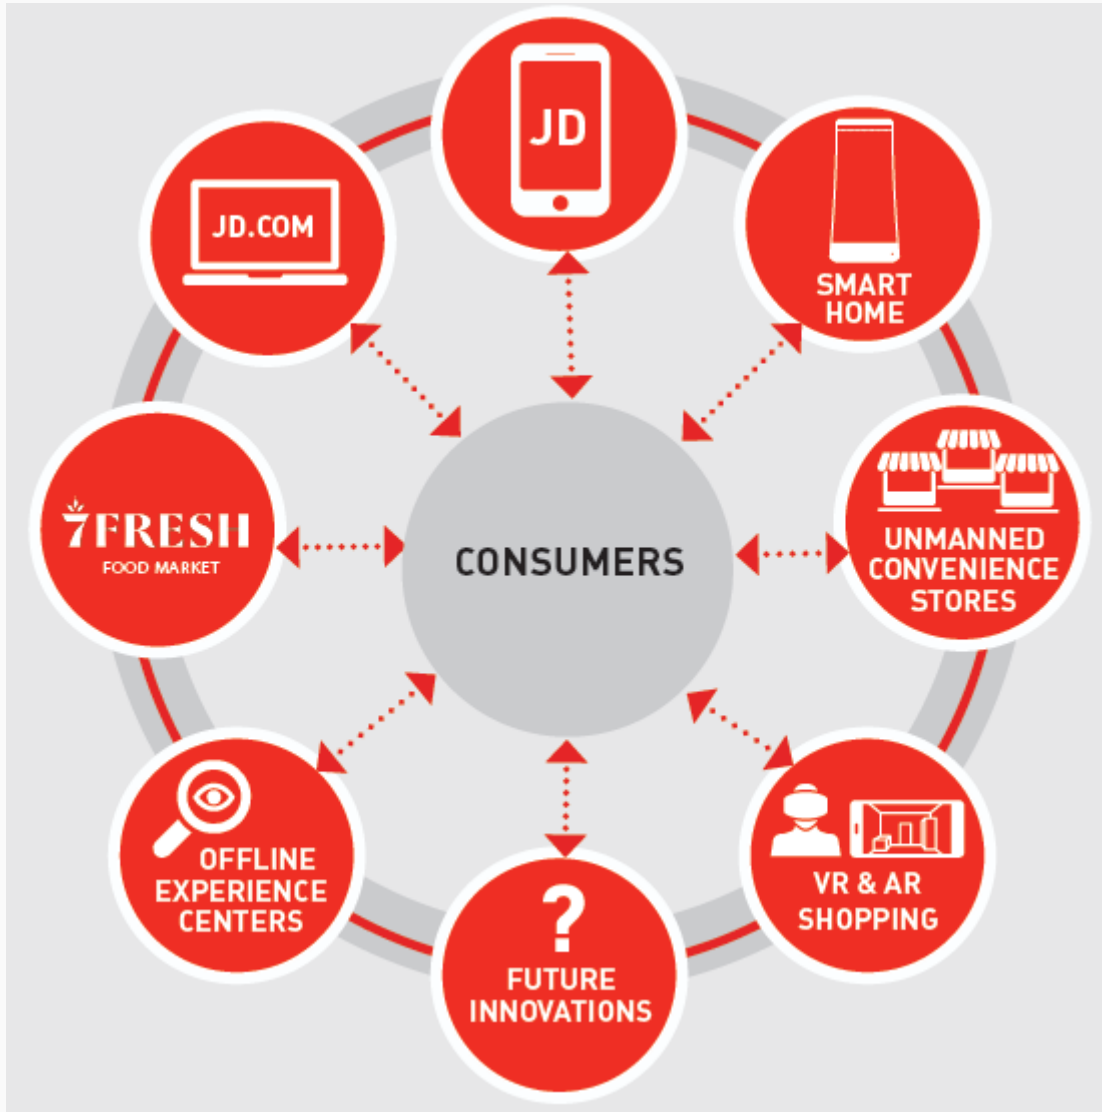 JD
JD.COM
SMART
HOME
7FRESH
FOOD MARKET
CONSUMERS
UNMANNED
CONVENIENCE
STORES
OFFLINE
EXPERIENCE
CENTERS
?
FUTURE
INNOVATIONS
VR & AR
SHOPPING